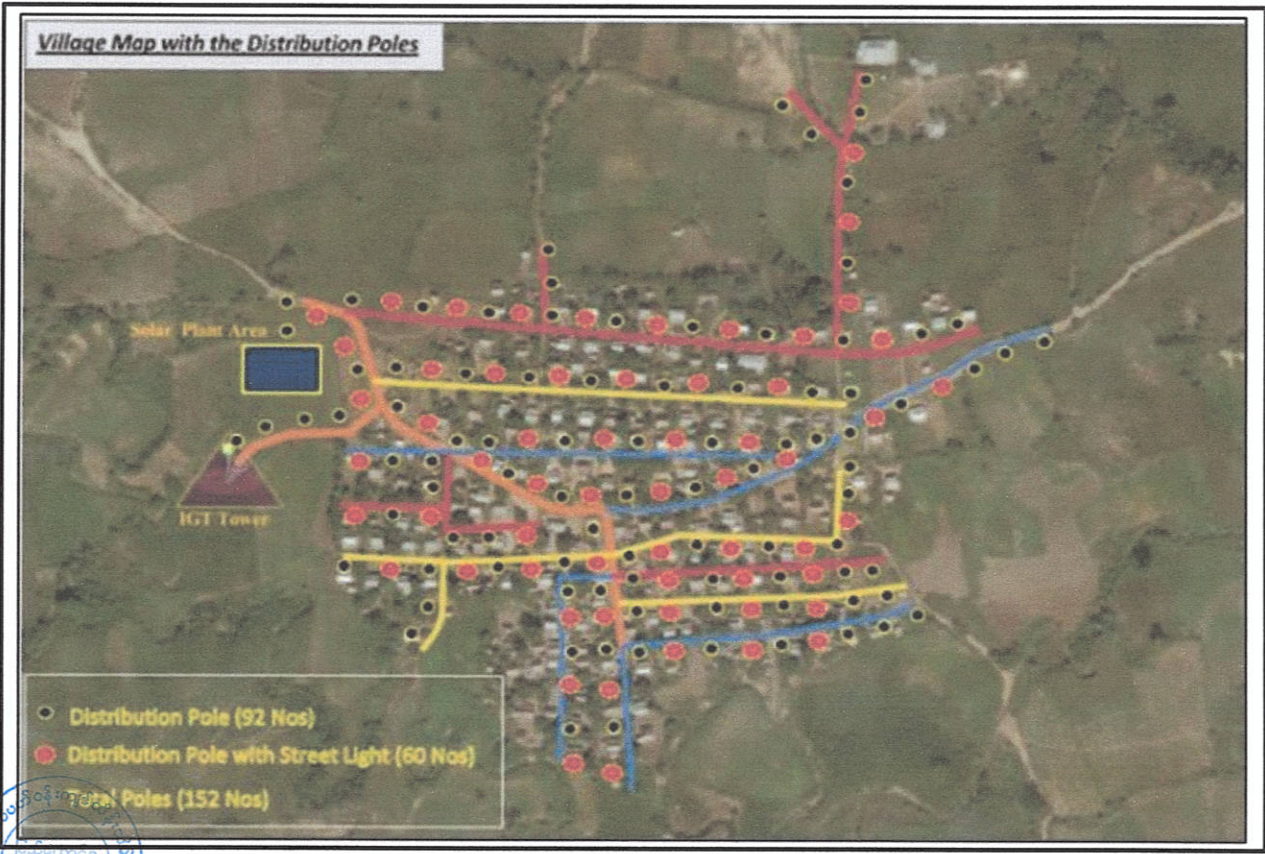 Village Map with the Distribution Poles
Solar Plant Area
IGT Tower
Distribution Pole (92 Nos)
Distribution Pole with Street Light (60 Nos)
Total Poles (152 Nos)